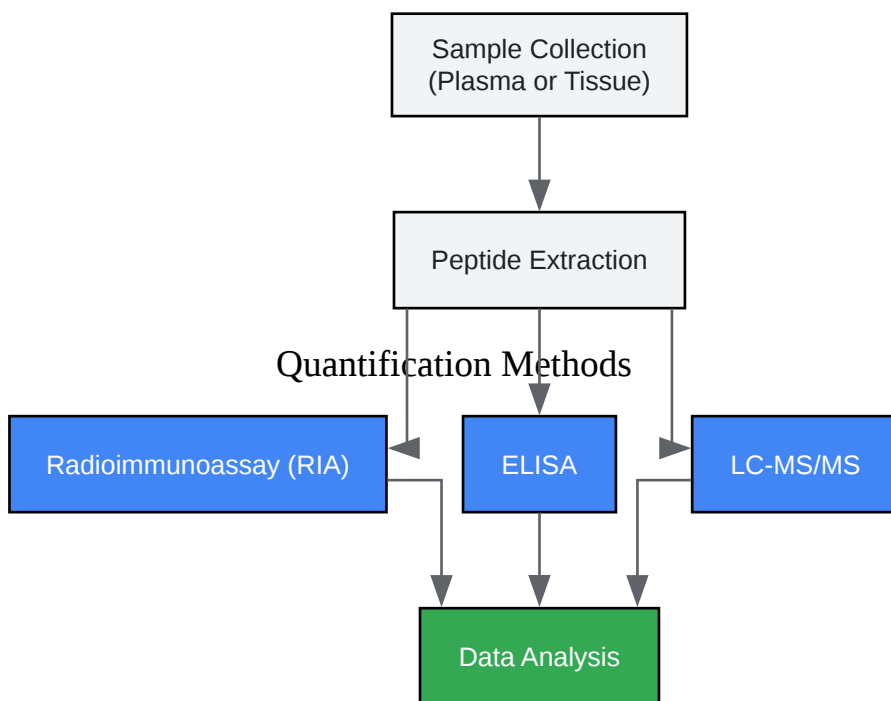 Sample Collection
(Plasma or Tissue)
Peptide Extraction
Quantification Methods
Radioimmunoassay (RIA)
ELISA
LC-MS/MS
Data Analysis